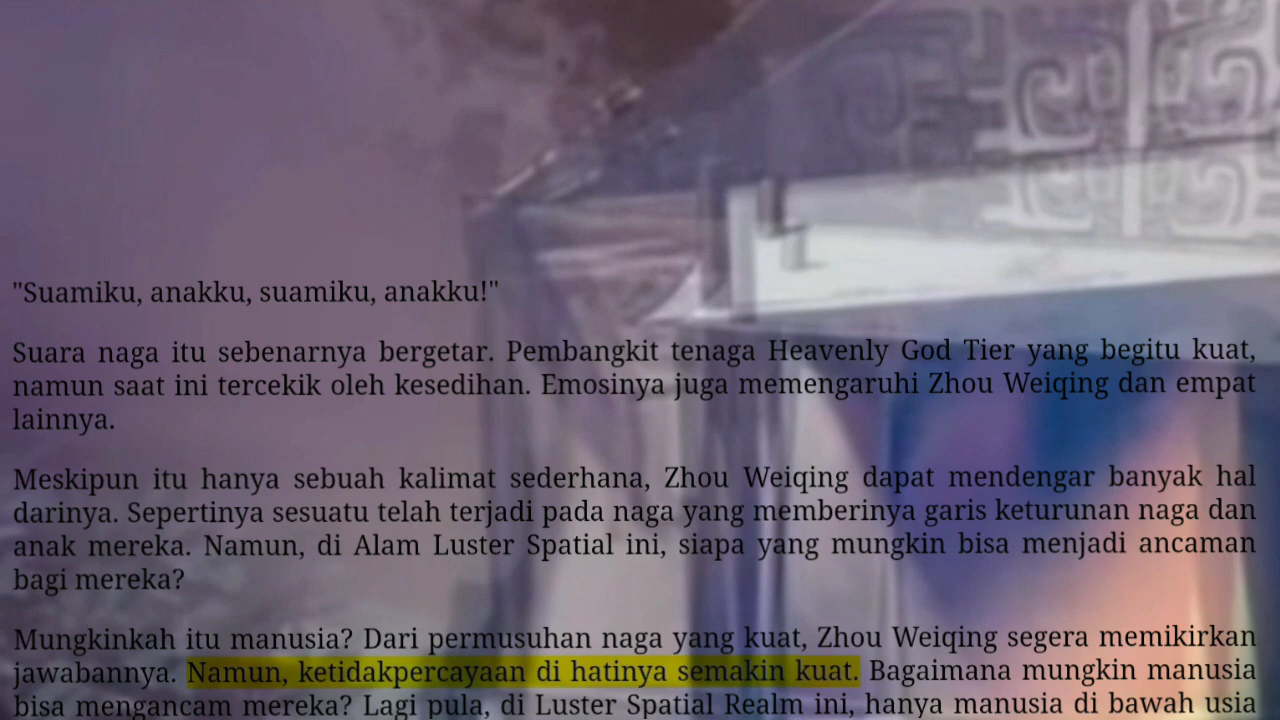 "Suamiku, anakku, suamiku, anakku!"
Suara naga itu sebenarnya bergetar. Pembangkit tenaga Heavenly God Tier yang begitu kuat,
namun saat ini tercekik oleh kesedihan. Emosinya juga memengaruhi Zhou Weiqing dan empat
lainnya.
Meskipun itu hanya sebuah kalimat sederhana, Zhou Weiqing dapat mendengar banyak hal
darinya. Sepertinya sesuatu telah terjadi pada naga yang memberinya garis keturunan naga dan
anak mereka. Namun, di Alam Luster Spatial ini, siapa yang mungkin bisa menjadi ancaman
bagi mereka?
Mungkinkah itu manusia? Dari permusuhan naga yang kuat, Zhou Weiqing segera memikirkan
jawabannya. Namun, ketidakpercayaan di hatinya semakin kuat. Bagaimana mungkin manusia
bisa mengancam mereka? Lagi pula, di Luster Spatial Realm ini, hanya manusia di bawah usia